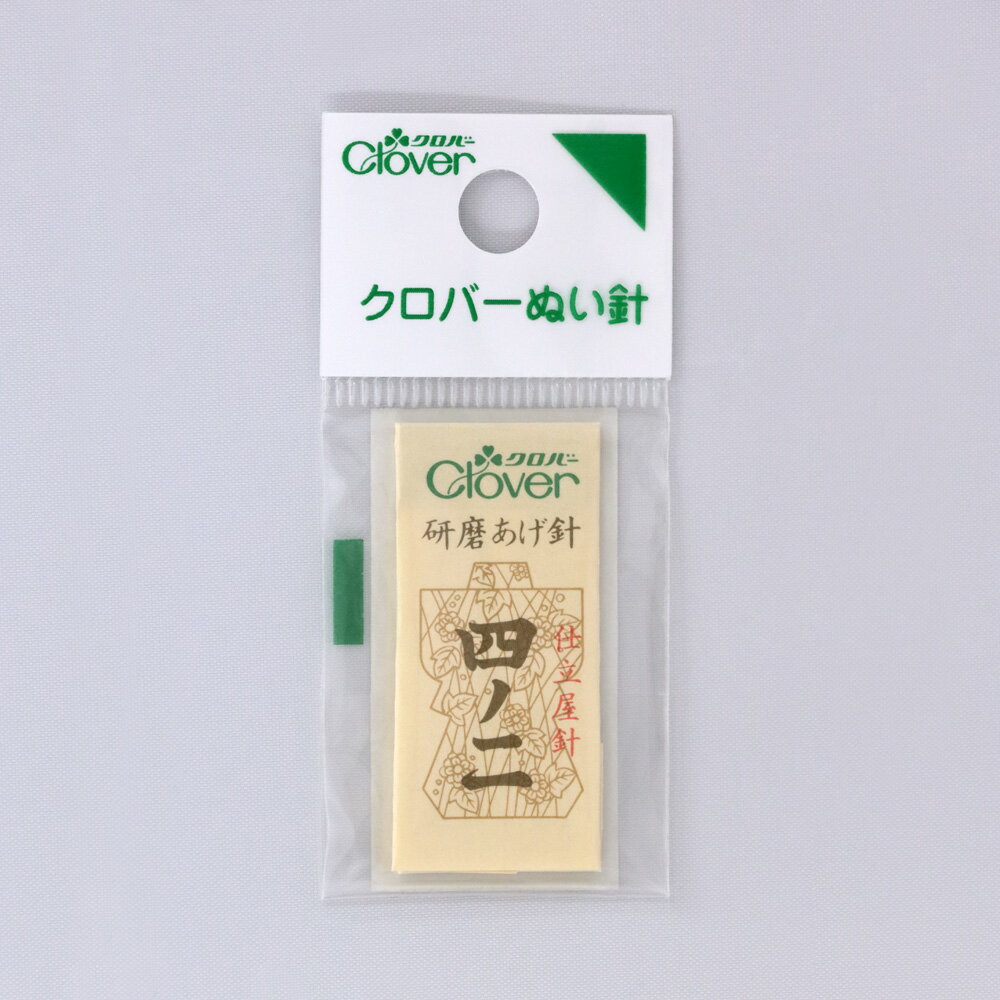 クロバー
Clover
クロバーぬい針
クロバー
Clover
研磨あげ針
四ノ二
仕立屋針